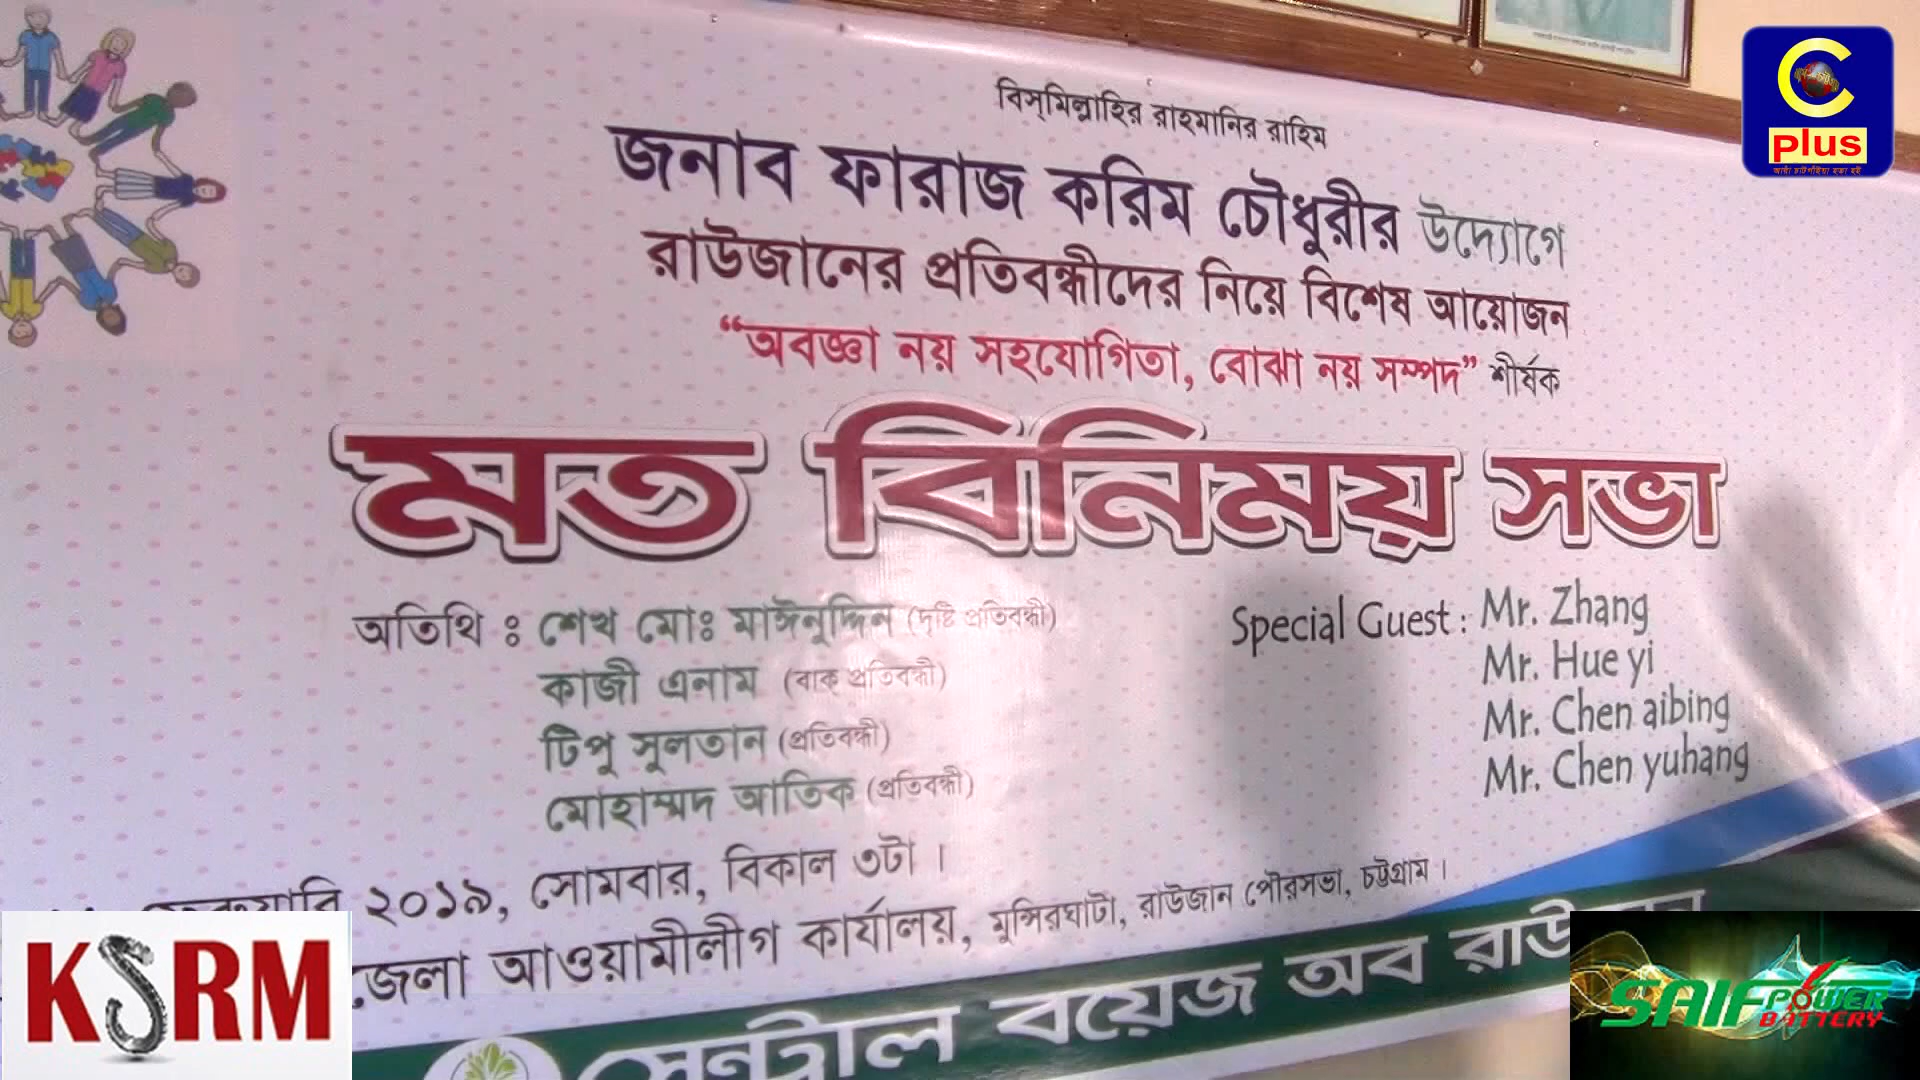 বিস্‌মিল্লাহির রাহমানির রাহিম
জনাব ফারাজ করিম চৌধুরীর উদ্যোগে
রাউজানের প্রতিবন্ধীদের নিয়ে বিশেষ আয়োজন
“অবজ্ঞা নয় সহযোগিতা, বোঝা নয় সম্পদ” শীর্ষক
মত বিনিময় সভা
অতিথি : শেখ মোঃ মাঈনুদ্দিন (দৃষ্টি প্রতিবন্ধী)
কাজী এনাম (বাক প্রতিবন্ধী)
টিপু সুলতান (প্রতিবন্ধী)
মোহাম্মদ আতিক (প্রতিবন্ধী)
Special Guest : Mr. Zhang
Mr. Hue yi
Mr. Chen aibing
Mr. Chen yuhang
ফেব্রুয়ারি ২০১৯, সোমবার, বিকাল ৩টা ।
জেলা আওয়ামীলীগ কার্যালয়, মুন্সিরঘাটা, রাউজান পৌরসভা, চট্টগ্রাম ।
সেন্ট্রাল বয়েজ অব
C
plus
KSRM
SAIF POWER
BATTERY